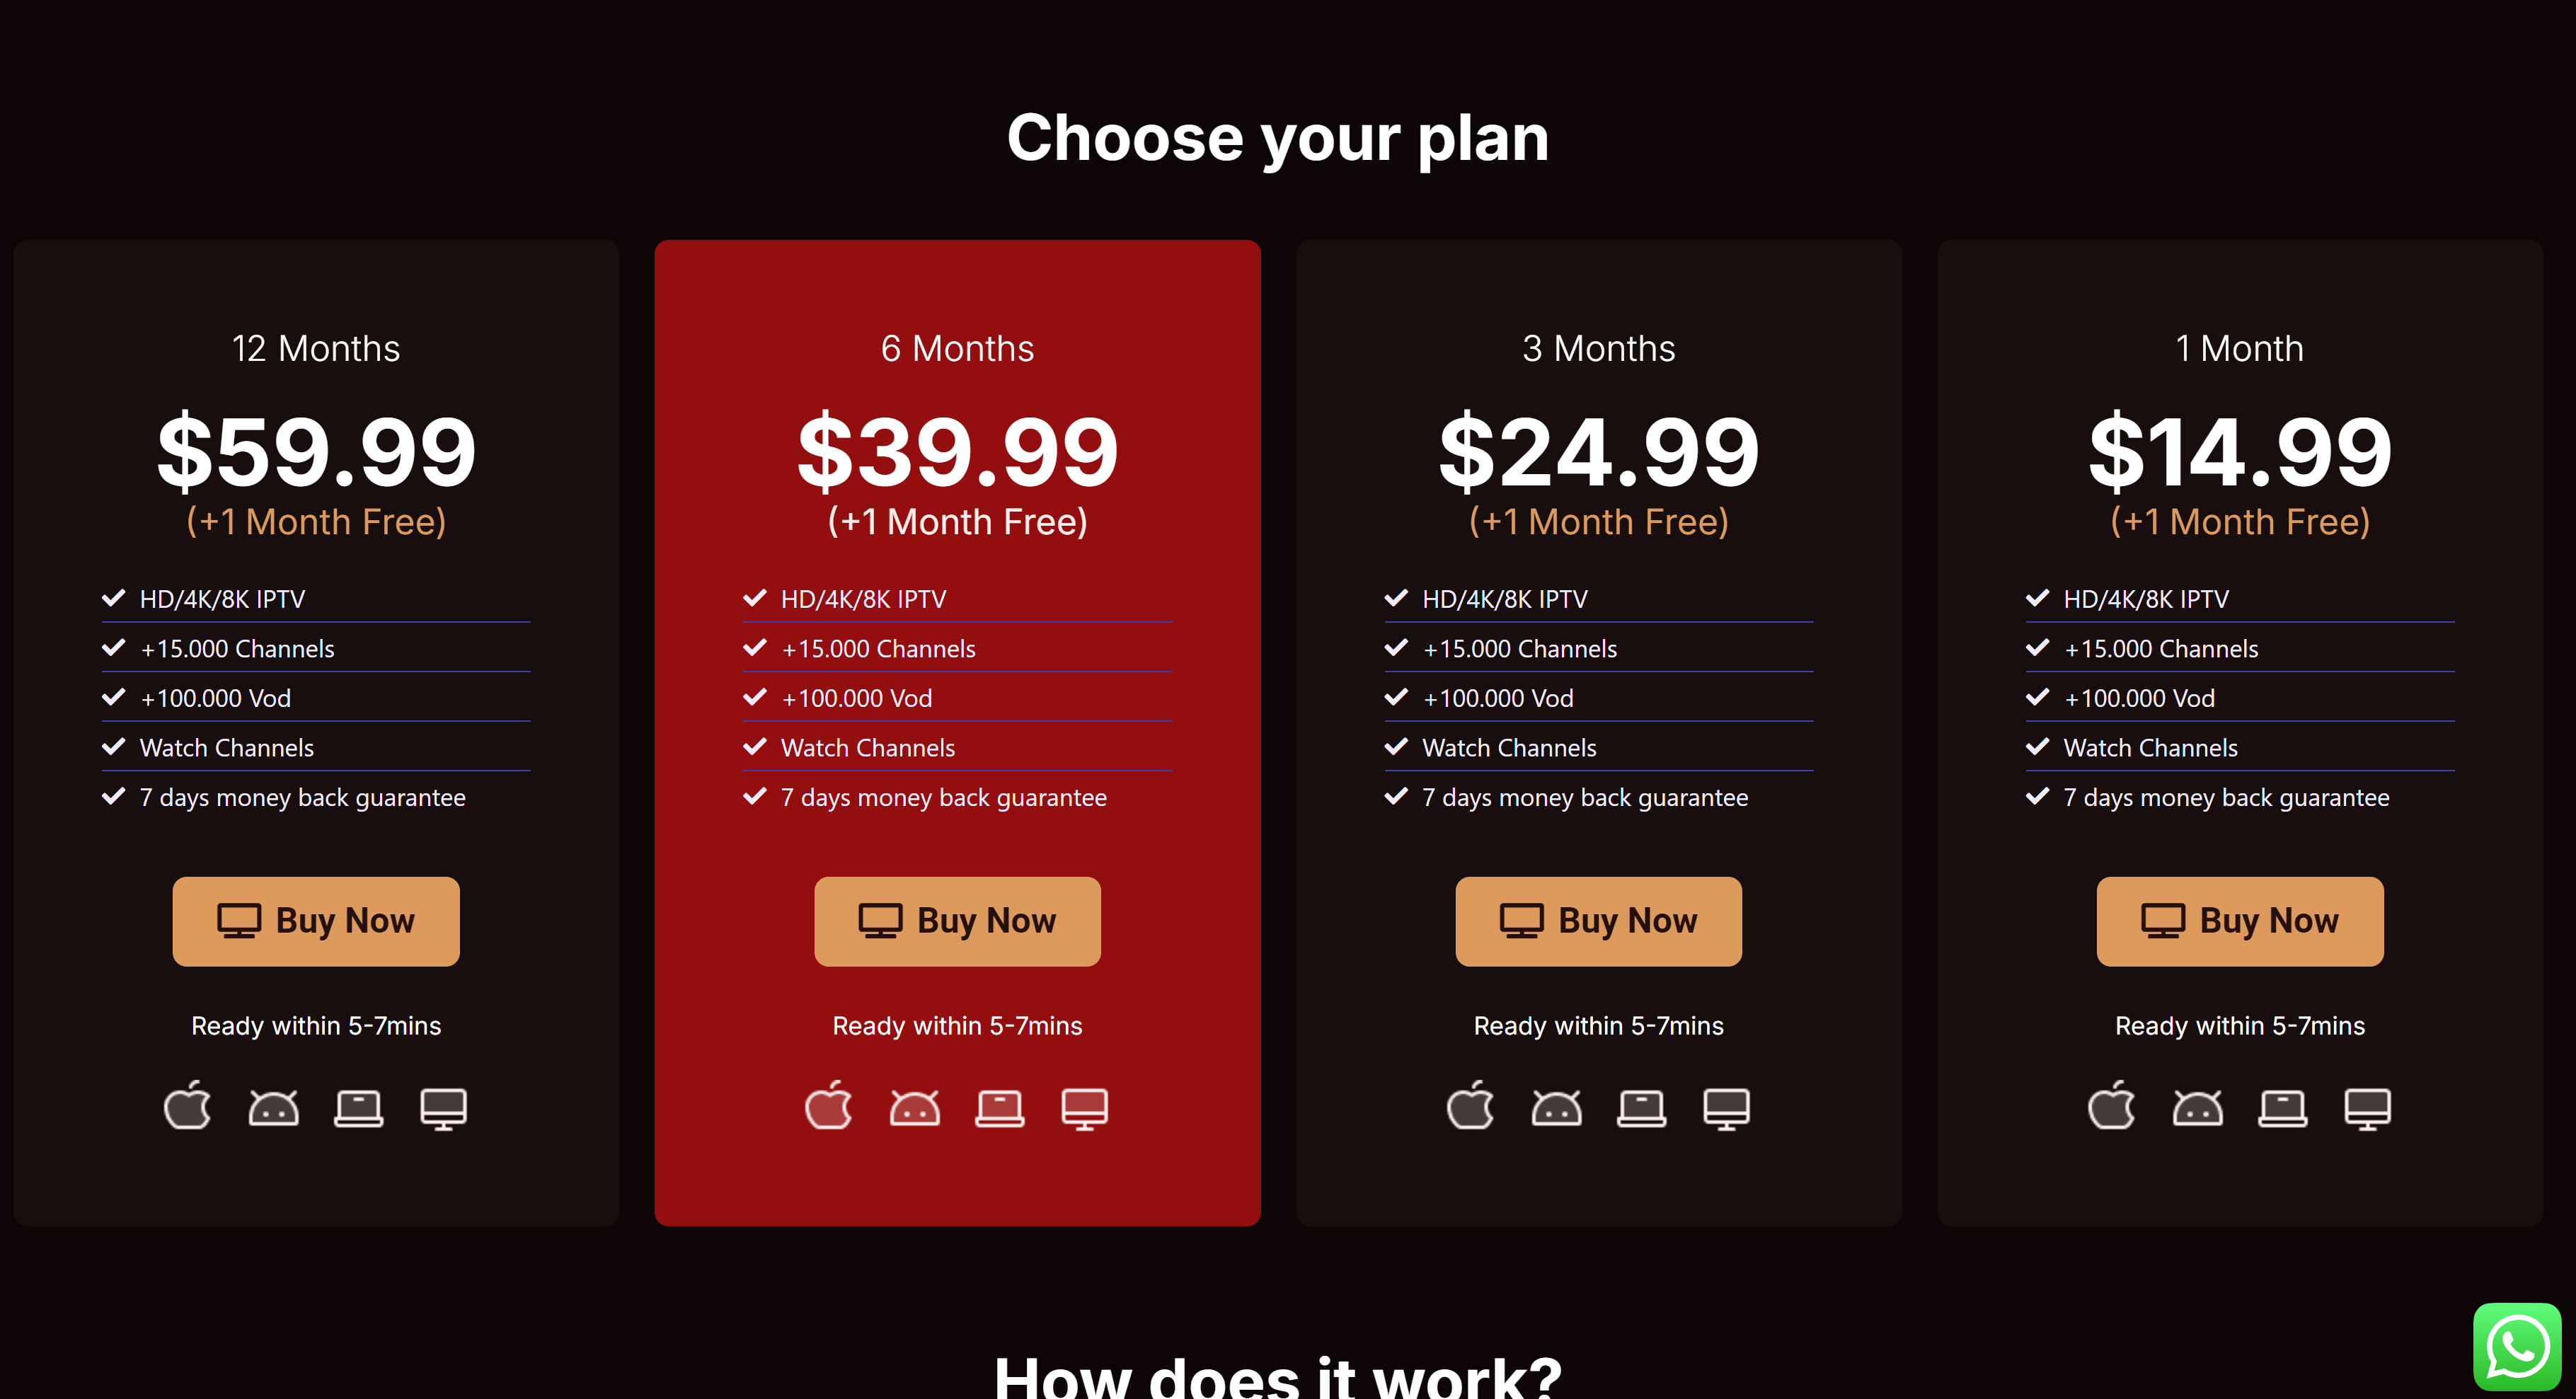 Choose your plan
12 Months
$59.99
(+1 Month Free)
HD/4K/8K IPTV
+15.000 Channels
+100.000 Vod
Watch Channels
7 days money back guarantee
Buy Now
Ready within 5-7mins
6 Months
$39.99
(+1 Month Free)
HD/4K/8K IPTV
+15.000 Channels
+100.000 Vod
Watch Channels
7 days money back guarantee
Buy Now
Ready within 5-7mins
3 Months
$24.99
(+1 Month Free)
HD/4K/8K IPTV
+15.000 Channels
+100.000 Vod
Watch Channels
7 days money back guarantee
Buy Now
Ready within 5-7mins
1 Month
$14.99
(+1 Month Free)
HD/4K/8K IPTV
+15.000 Channels
+100.000 Vod
Watch Channels
7 days money back guarantee
Buy Now
Ready within 5-7mins
How does it work?